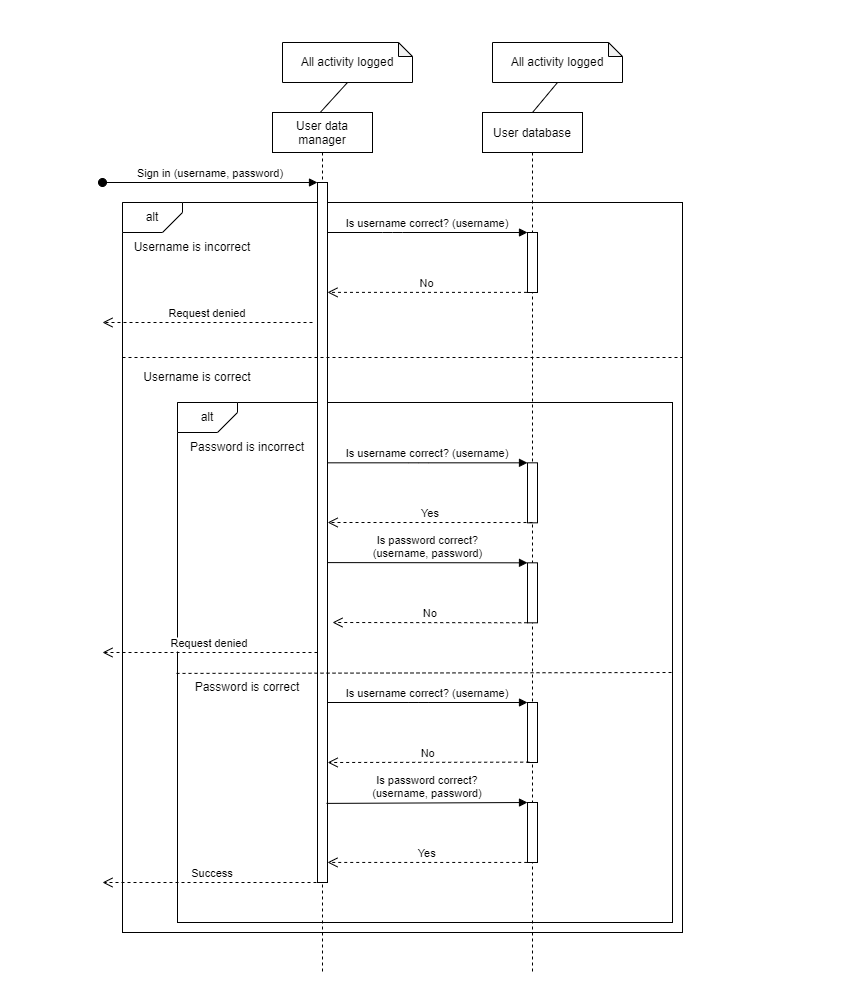 All activity logged
All activity logged
User data
manager
User database
Sign in (username, password)
alt
Is username correct? (username)
Username is incorrect
No
Request denied
Username is correct
alt
Password is incorrect
Is username correct? (username)
Yes
Is password correct?
(username, password)
No
Request denied
Password is correct
Is username correct? (username)
No
Is password correct?
(username, password)
Yes
Success